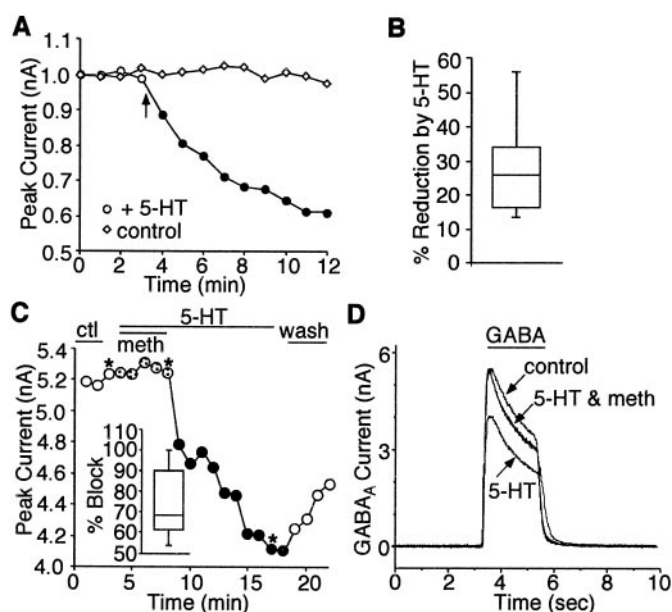 A
Peak Current (nA)
1.1
1.0
0.9
0.8
0.7
0.6
0.5
+ 5-HT
control
0 2 4 6 8 10 12
Time (min)
B
% Reduction by 5-HT
60
50
40
30
20
10
0
C
5-HT
ctl
meth
wash
Peak Current (nA)
5.6
5.2
4.8
4.4
4.0
*
*
*
% Block
110
100
90
80
70
60
50
0 5 10 15 20
Time (min)
D
GABA
GABAA Current (nA)
6
4
2
0
control
5-HT & meth
5-HT
0 2 4 6 8 10
Time (sec)